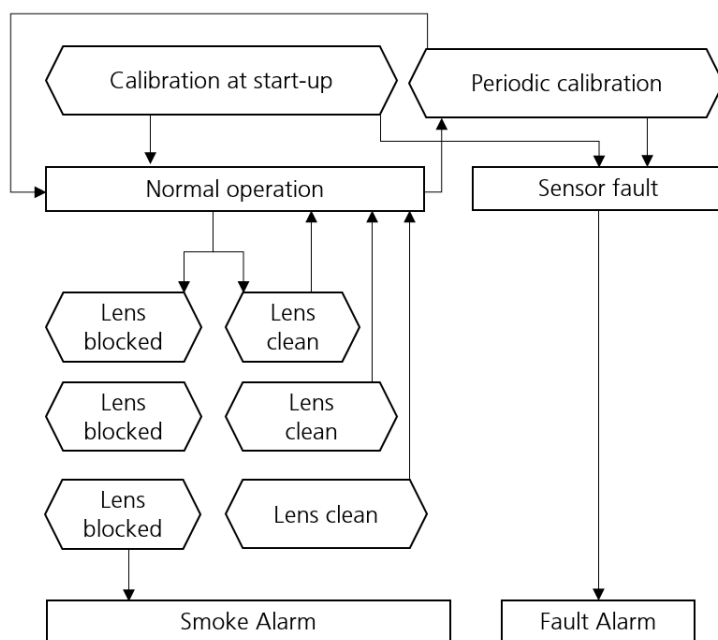 Calibration at start-up
Periodic calibration
Normal operation
Sensor fault
Lens
blocked
Lens
clean
Lens
blocked
Lens
clean
Lens
blocked
Lens clean
Smoke Alarm
Fault Alarm